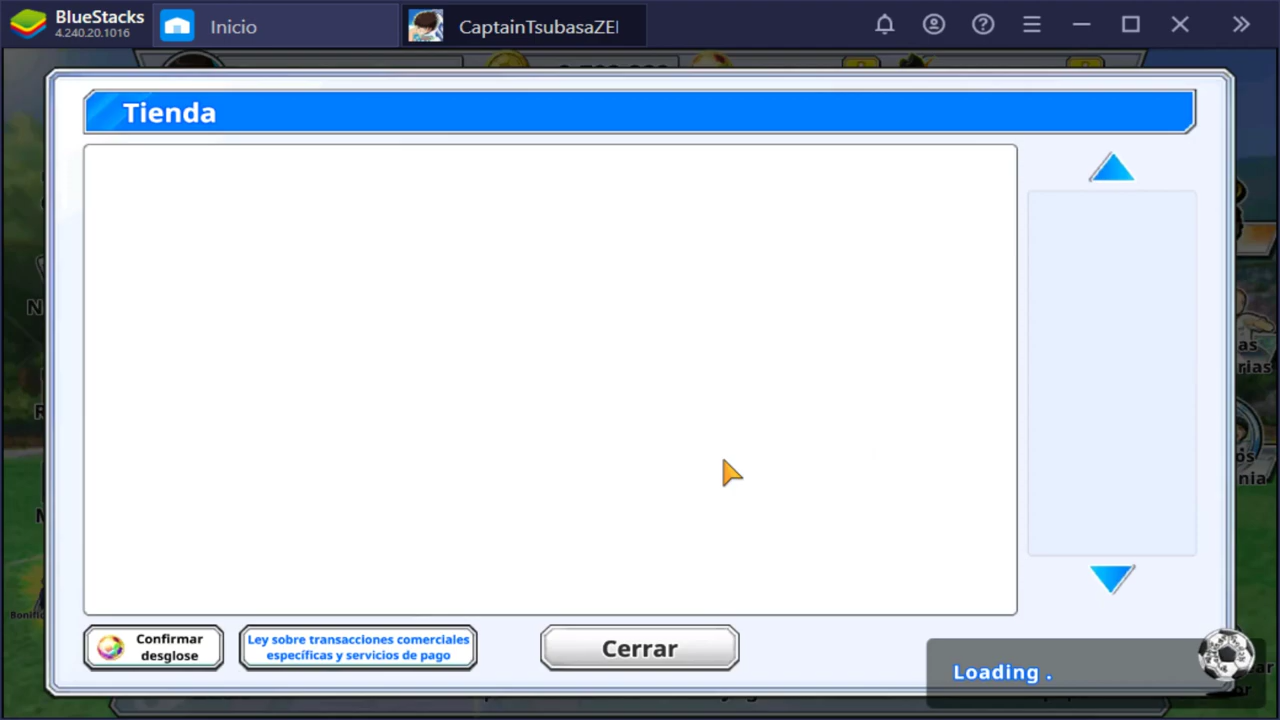 BlueStacks
4.240.20.1016
Inicio
CaptainTsubasaZE
Tienda
Confirmar
desglose
Ley sobre transacciones comerciales
específicas y servicios de pago
Cerrar
Loading .